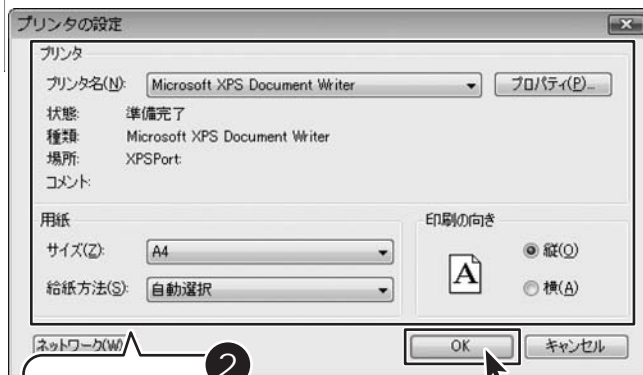 プリンタの設定
プリンタ
プリンタ名(N): Microsoft XPS Document Writer プロパティ(P)...
状態: 準備完了
種類: Microsoft XPS Document Writer
場所: XPSPort:
コメント:
用紙
サイズ(Z): A4
給紙方法(S): 自動選択
印刷の向き
A
縦(O)
横(A)
ネットワーク(W)
2
OK
キャンセル